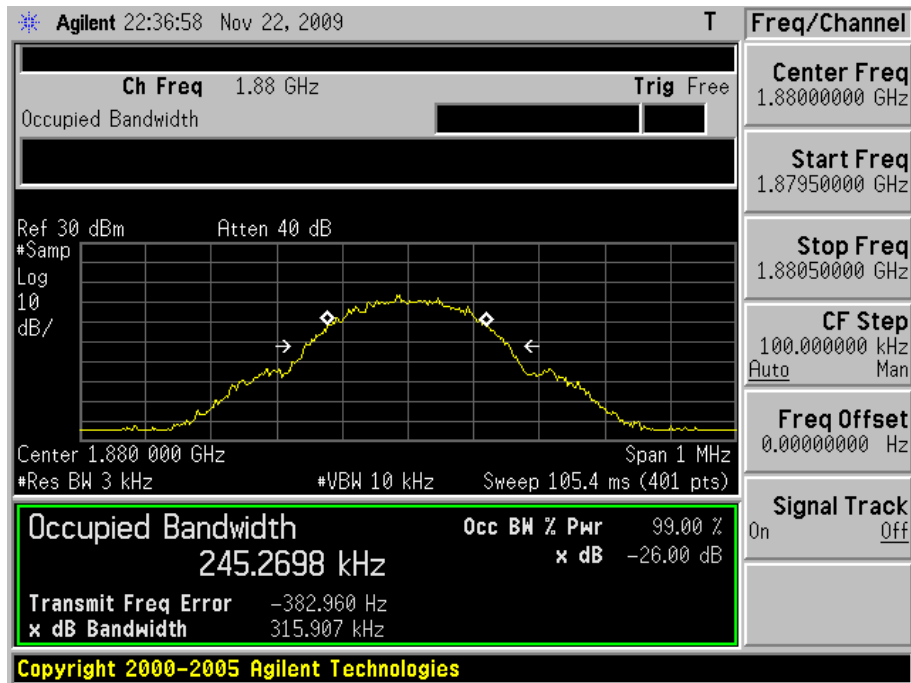 Agilent 22:36:58 Nov 22, 2009 T
Freq/Channel
Ch Freq 1.88 GHz Trig Free
Occupied Bandwidth
Center Freq
1.88000000 GHz
Start Freq
1.87950000 GHz
Stop Freq
1.88050000 GHz
CF Step
100.000000 kHz
Auto Man
Freq Offset
0.00000000 Hz
Signal Track
On Off
Ref 30 dBm Atten 40 dB
#Samp
Log
10
dB/
Center 1.880 000 GHz Span 1 MHz
#Res BW 3 kHz #VBW 10 kHz Sweep 105.4 ms (401 pts)
Occupied Bandwidth
245.2698 kHz
Occ BW % Pwr 99.00 %
x dB -26.00 dB
Transmit Freq Error -382.960 Hz
x dB Bandwidth 315.907 kHz
Copyright 2000-2005 Agilent Technologies